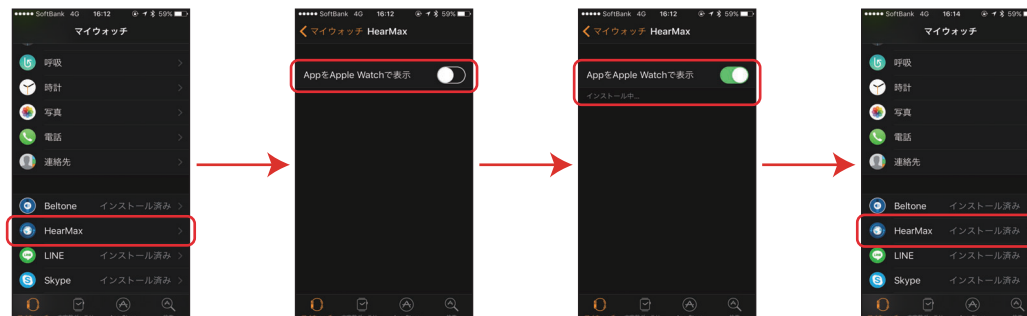 SoftBank 4G 16:12 59%
マイウォッチ
呼吸
時計
写真
電話
連絡先
Beltone インストール済み
HearMax
LINE インストール済み
Skype インストール済み
SoftBank 4G 16:12 59%
マイウォッチ HearMax
AppをApple Watchで表示
SoftBank 4G 16:12 59%
マイウォッチ HearMax
AppをApple Watchで表示
インストール中...
SoftBank 4G 16:14 59%
マイウォッチ
呼吸
時計
写真
電話
連絡先
Beltone インストール済み
HearMax インストール済み
LINE インストール済み
Skype インストール済み